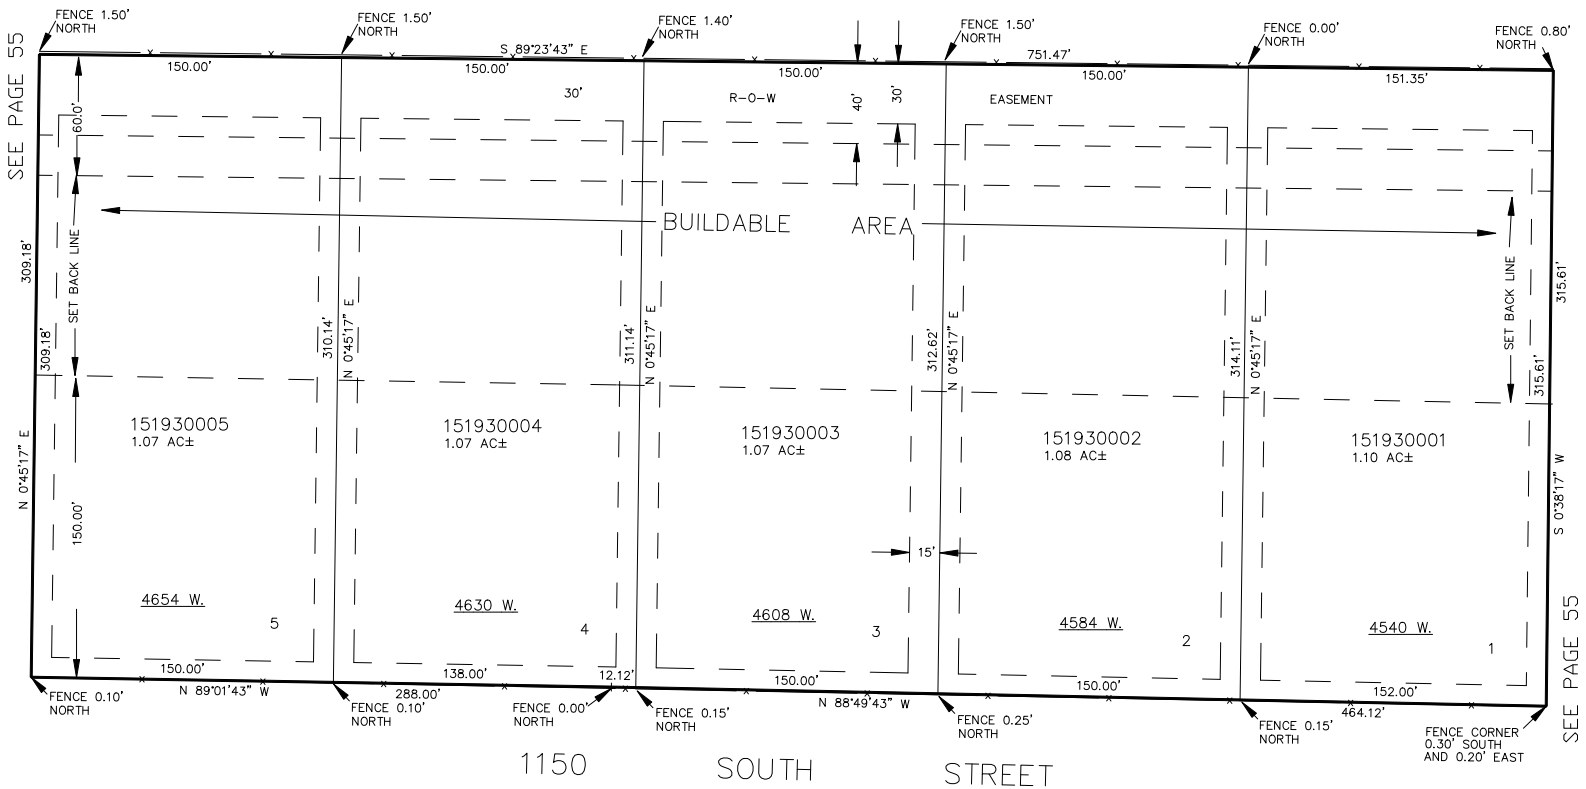 FENCE 1.50'
NORTH
FENCE 1.50'
NORTH
FENCE 1.40'
NORTH
FENCE 1.50'
NORTH
FENCE 0.00'
NORTH
FENCE 0.80'
NORTH
SEE PAGE 55
S 89°23'43" E
751.47'
150.00'
150.00'
150.00'
150.00'
151.35'
30'
R-O-W
EASEMENT
60.0'
40'
30'
BUILDABLE AREA
SET BACK LINE
SET BACK LINE
309.18'
309.18'
310.14'
N 0°45'17" E
311.14'
N 0°45'17" E
312.62'
N 0°45'17" E
314.11'
N 0°45'17" E
315.61'
315.61'
N 0°45'17" E
S 0°38'17" W
151930005
1.07 AC±
151930004
1.07 AC±
151930003
1.07 AC±
151930002
1.08 AC±
151930001
1.10 AC±
150.00'
15'
4654 W.
5
4630 W.
4
4608 W.
3
4584 W.
2
4540 W.
1
SEE PAGE 55
150.00'
138.00'
12.12'
150.00'
150.00'
152.00'
N 89°01'43" W
288.00'
N 88°49'43" W
464.12'
FENCE 0.10'
NORTH
FENCE 0.10'
NORTH
FENCE 0.00'
NORTH
FENCE 0.15'
NORTH
FENCE 0.25'
NORTH
FENCE 0.15'
NORTH
FENCE CORNER
0.30' SOUTH
AND 0.20' EAST
1150 SOUTH STREET